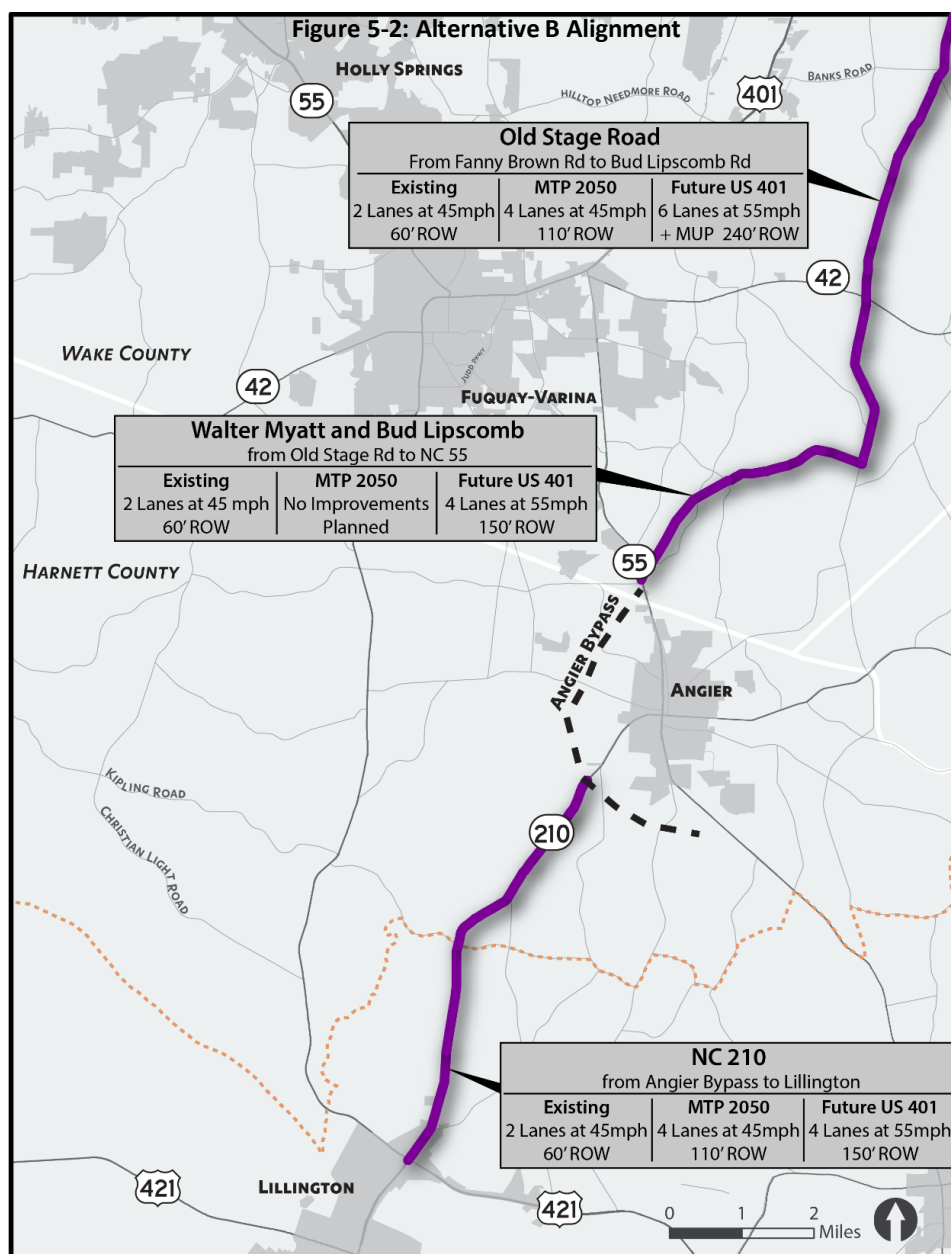 Figure 5-2: Alternative B Alignment
HOLLY SPRINGS
55
HILLTOP NEEDMORE ROAD
401
BANKS ROAD
Old Stage Road
From Fanny Brown Rd to Bud Lipscomb Rd
Existing MTP 2050 Future US 401
2 Lanes at 45mph 4 Lanes at 45mph 6 Lanes at 55mph
60' ROW 110' ROW + MUP 240' ROW
42
WAKE COUNTY
42
JUDD PKWY
FUQUAY-VARINA
Walter Myatt and Bud Lipscomb
from Old Stage Rd to NC 55
Existing MTP 2050 Future US 401
2 Lanes at 45 mph No Improvements 4 Lanes at 55mph
60' ROW Planned 150' ROW
55
HARNETT COUNTY
ANGIER BYPASS
ANGIER
KIPLING ROAD
CHRISTIAN LIGHT ROAD
210
NC 210
from Angier Bypass to Lillington
Existing MTP 2050 Future US 401
2 Lanes at 45mph 4 Lanes at 45mph 4 Lanes at 55mph
60' ROW 110' ROW 150' ROW
LILLINGTON
421
421
0 1 2
Miles